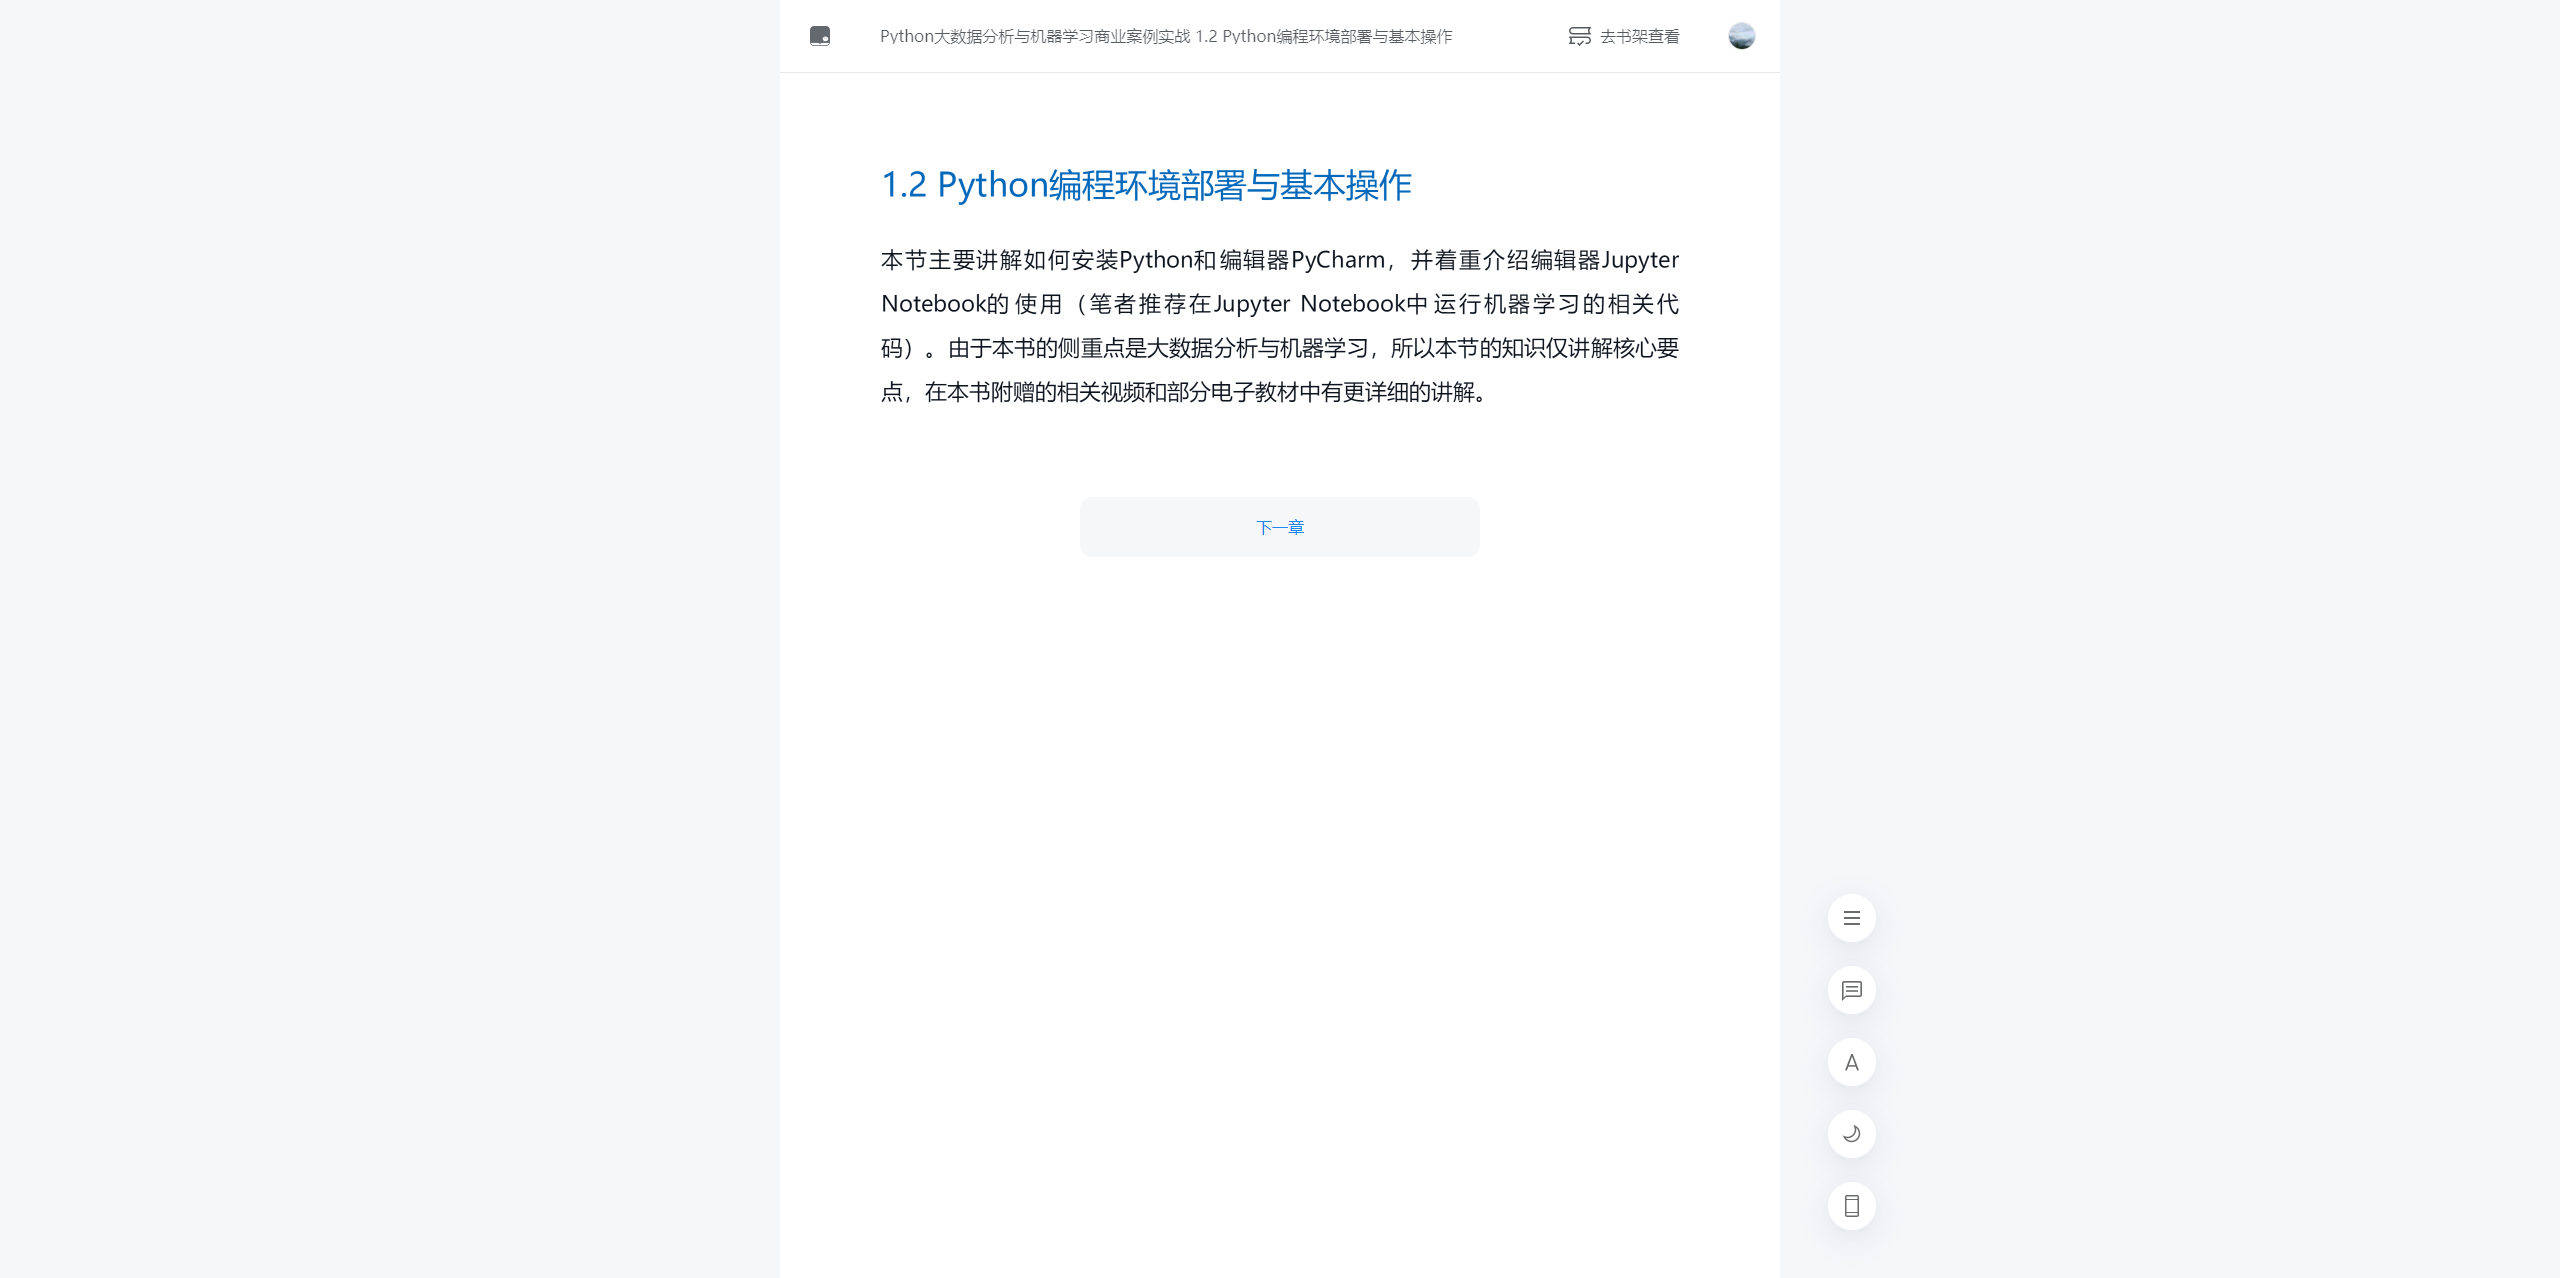 Python大数据分析与机器学习商业案例实战 1.2 Python编程环境部署与基本操作
去书架查看
1.2 Python编程环境部署与基本操作
本节主要讲解如何安装Python和编辑器PyCharm，并着重介绍编辑器Jupyter
Notebook的使用（笔者推荐在Jupyter Notebook中运行机器学习的相关代
码）。由于本书的侧重点是大数据分析与机器学习，所以本节的知识仅讲解核心要
点，在本书附赠的相关视频和部分电子教材中有更详细的讲解。
下一章
A